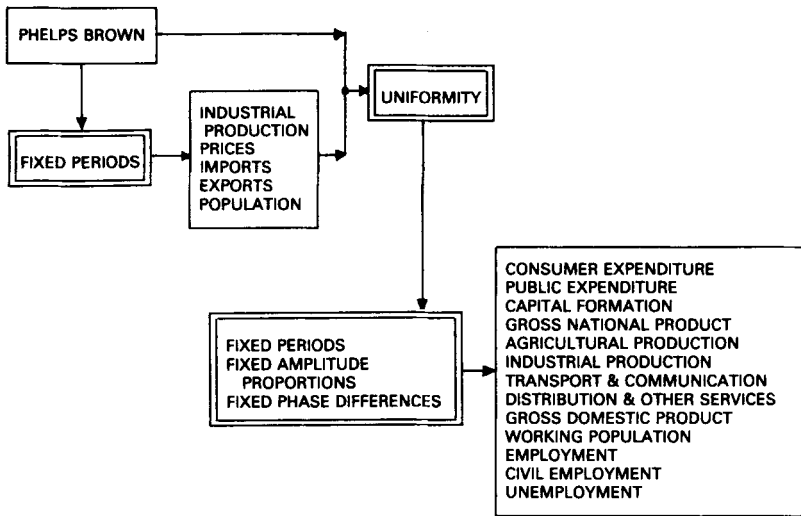 PHELPS BROWN
UNIFORMITY
INDUSTRIAL
PRODUCTION
PRICES
IMPORTS
EXPORTS
POPULATION
FIXED PERIODS
CONSUMER EXPENDITURE
PUBLIC EXPENDITURE
CAPITAL FORMATION
GROSS NATIONAL PRODUCT
AGRICULTURAL PRODUCTION
INDUSTRIAL PRODUCTION
TRANSPORT & COMMUNICATION
DISTRIBUTION & OTHER SERVICES
GROSS DOMESTIC PRODUCT
WORKING POPULATION
EMPLOYMENT
CIVIL EMPLOYMENT
UNEMPLOYMENT
FIXED PERIODS
FIXED AMPLITUDE
PROPORTIONS
FIXED PHASE DIFFERENCES